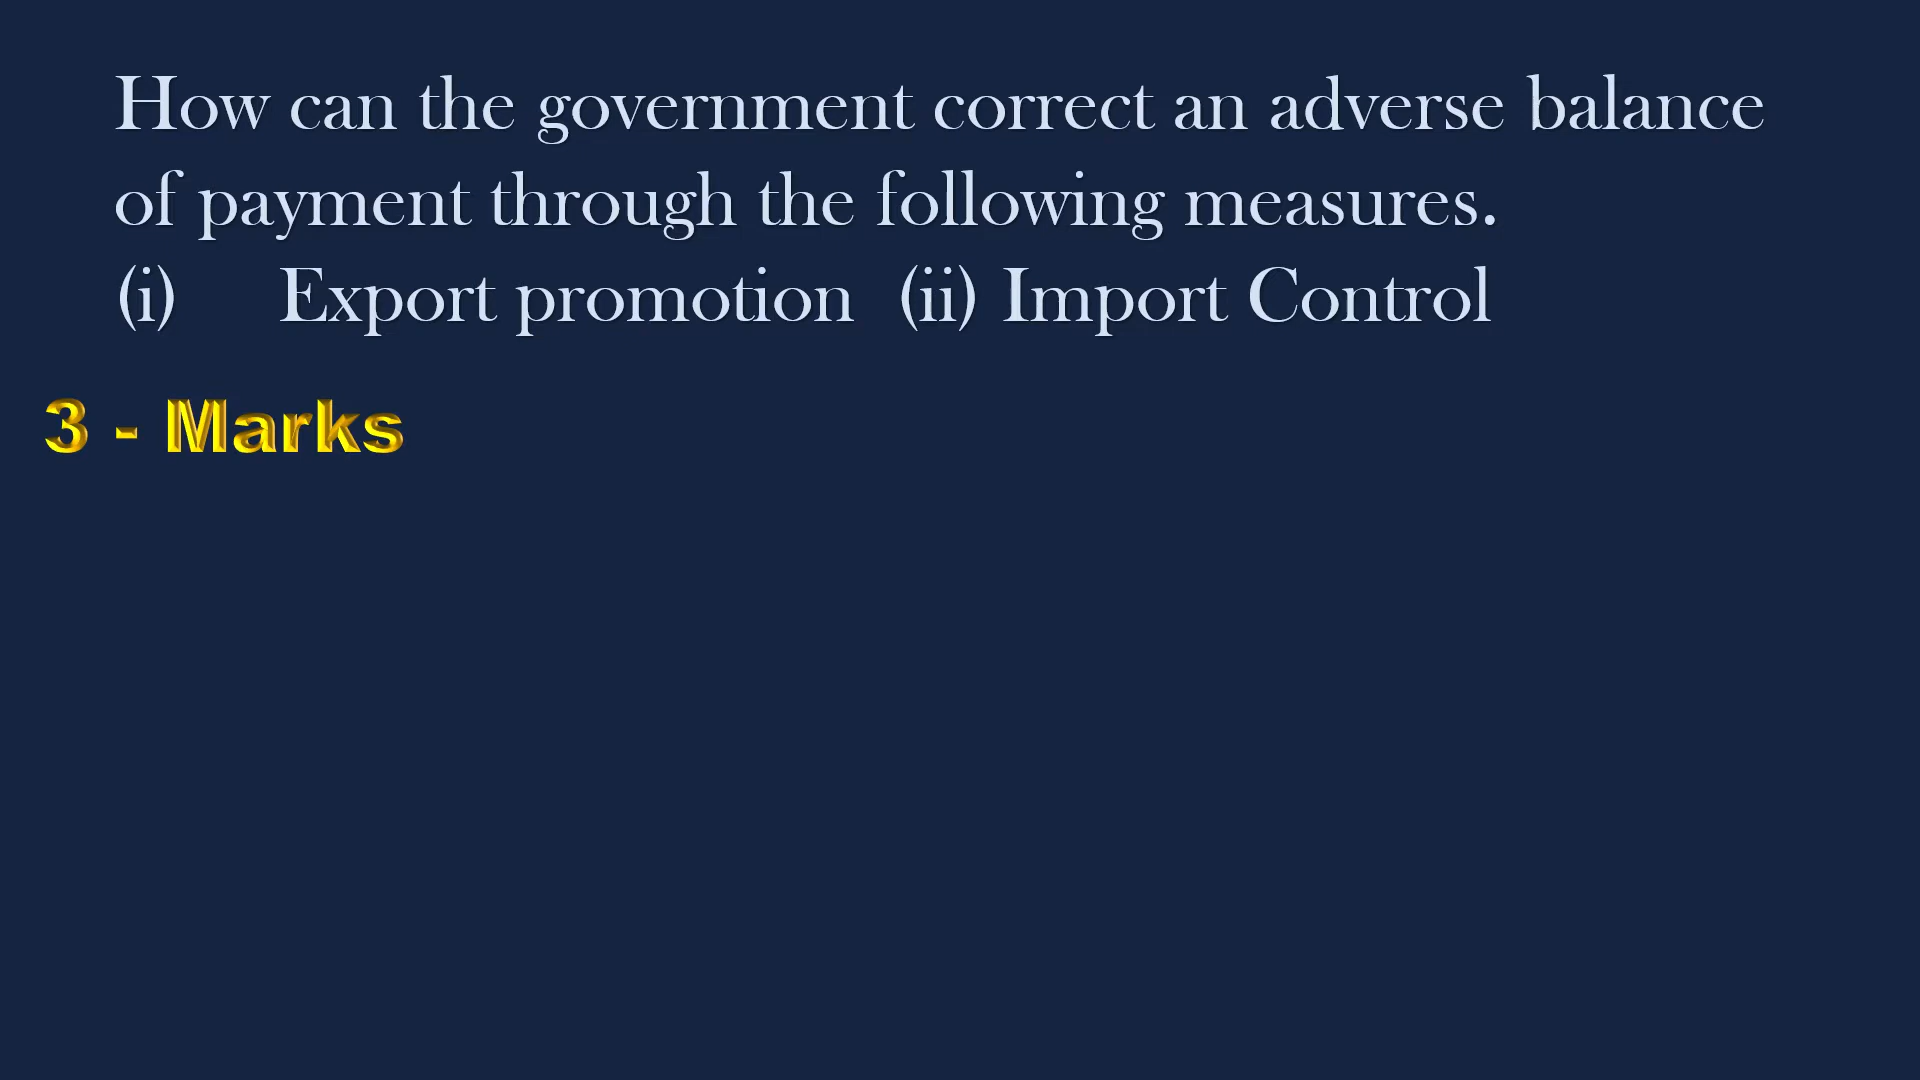 How can the government correct an adverse balance
of payment through the following measures.
(i) Export promotion (ii) Import Control
3 - Marks